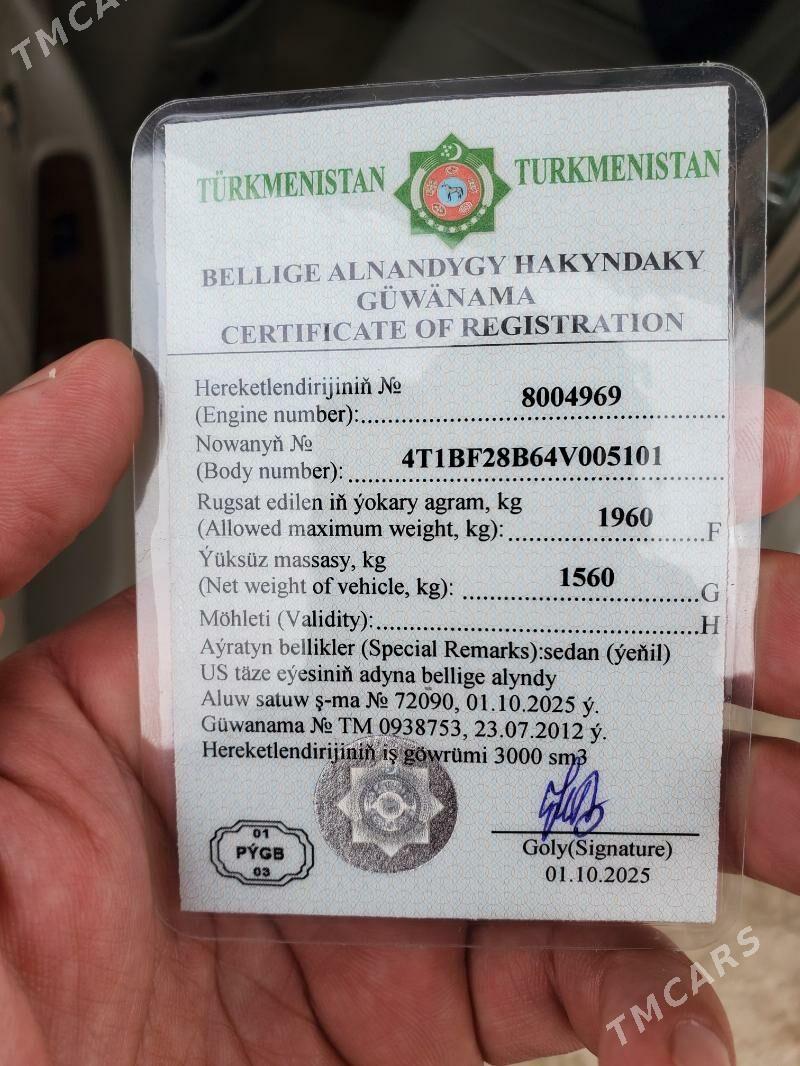 TMCARS
TÜRKMENISTAN TURKMENISTAN
BELLIGE ALNANDYGY HAKYNDAKY
GÜWÄNAMA
CERTIFICATE OF REGISTRATION
Hereketlendirijiniň №
(Engine number):
8004969
Nowanyň №
(Body number):
4T1BF28B64V005101
Rugsat edilen iň ýokary agram, kg
(Allowed maximum weight, kg):
1960
F
Ýüksüz massasy, kg
(Net weight of vehicle, kg):
1560
G
Möhleti (Validity):
H
Aýratyn bellikler (Special Remarks):sedan (ýeňil)
US täze eýesiniň adyna bellige alyndy
Aluw satuw ş-ma № 72090, 01.10.2025 ý.
Güwanama № TM 0938753, 23.07.2012 ý.
Hereketlendirijiniň iş göwrümi 3000 sm3
01
PÝGB
03
Goly(Signature)
01.10.2025
TMCARS